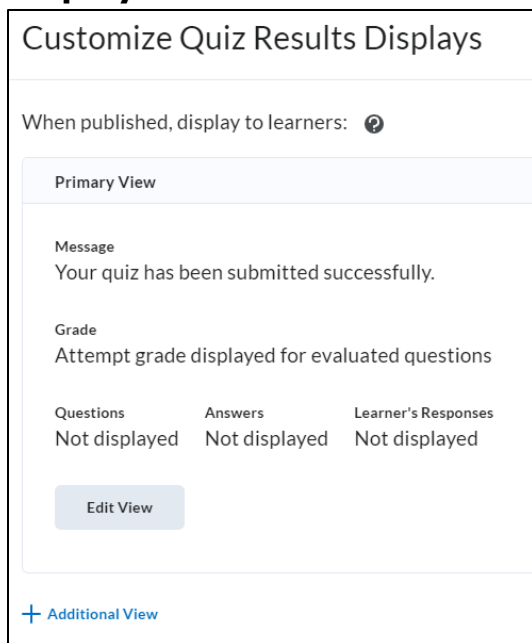 Customize Quiz Results Displays
When published, display to learners:
Primary View
Message
Your quiz has been submitted successfully.
Grade
Attempt grade displayed for evaluated questions
Questions Answers Learner's Responses
Not displayed Not displayed Not displayed
Edit View
+ Additional View